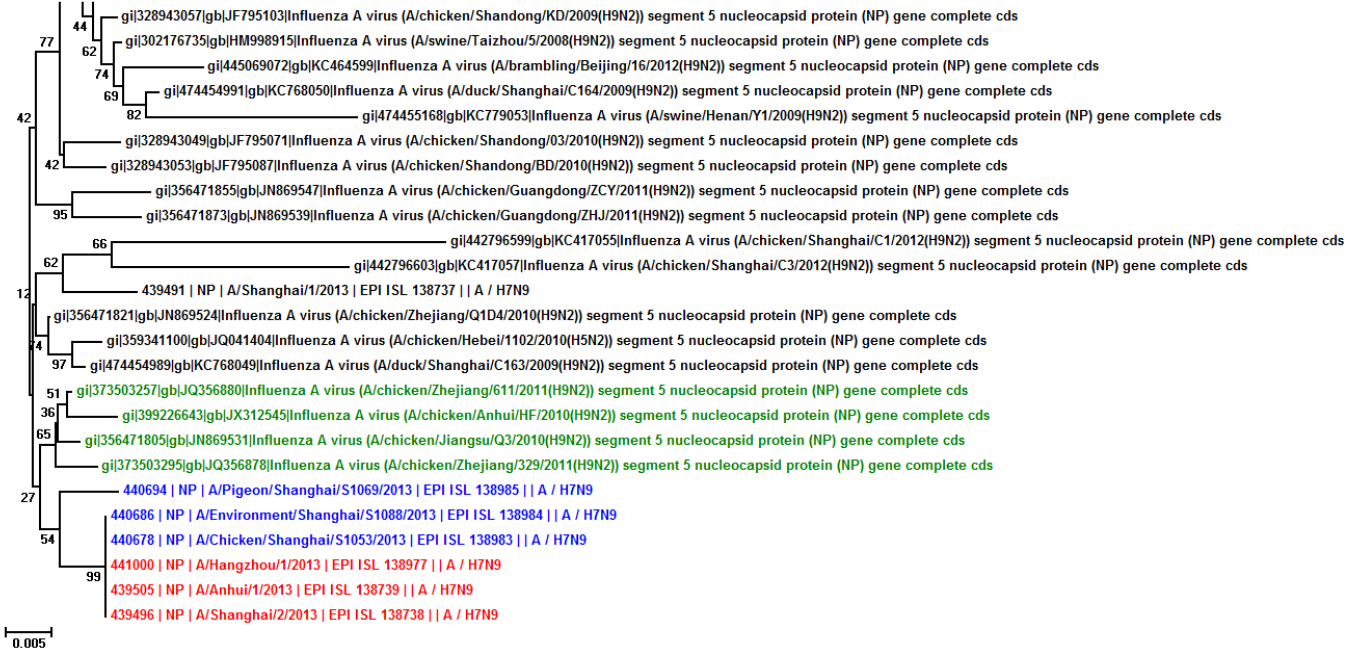 gi|328943057|gb|JF795103|Influenza A virus (A/chicken/Shandong/KD/2009(H9N2)) segment 5 nucleocapsid protein (NP) gene complete cds
44
gi|302176735|gb|HM998915|Influenza A virus (A/swine/Taizhou/5/2008(H9N2)) segment 5 nucleocapsid protein (NP) gene complete cds
77
62
gi|445069072|gb|KC464599|Influenza A virus (A/brambling/Beijing/16/2012(H9N2)) segment 5 nucleocapsid protein (NP) gene complete cds
74
gi|474454991|gb|KC768050|Influenza A virus (A/duck/Shanghai/C164/2009(H9N2)) segment 5 nucleocapsid protein (NP) gene complete cds
69
82
gi|474455168|gb|KC779053|Influenza A virus (A/swine/Henan/Y1/2009(H9N2)) segment 5 nucleocapsid protein (NP) gene complete cds
42
gi|328943049|gb|JF795071|Influenza A virus (A/chicken/Shandong/03/2010(H9N2)) segment 5 nucleocapsid protein (NP) gene complete cds
42
gi|328943053|gb|JF795087|Influenza A virus (A/chicken/Shandong/BD/2010(H9N2)) segment 5 nucleocapsid protein (NP) gene complete cds
gi|356471855|gb|JN869547|Influenza A virus (A/chicken/Guangdong/ZCY/2011(H9N2)) segment 5 nucleocapsid protein (NP) gene complete cds
95
gi|356471873|gb|JN869539|Influenza A virus (A/chicken/Guangdong/ZHJ/2011(H9N2)) segment 5 nucleocapsid protein (NP) gene complete cds
66
gi|442796599|gb|KC417055|Influenza A virus (A/chicken/Shanghai/C1/2012(H9N2)) segment 5 nucleocapsid protein (NP) gene complete cds
62
gi|442796603|gb|KC417057|Influenza A virus (A/chicken/Shanghai/C3/2012(H9N2)) segment 5 nucleocapsid protein (NP) gene complete cds
12
439491 | NP | A/Shanghai/1/2013 | EPI ISL 138737 | | A / H7N9
gi|356471821|gb|JN869524|Influenza A virus (A/chicken/Zhejiang/Q1D4/2010(H9N2)) segment 5 nucleocapsid protein (NP) gene complete cds
74
gi|359341100|gb|JQ041404|Influenza A virus (A/chicken/Hebei/1102/2010(H5N2)) segment 5 nucleocapsid protein (NP) gene complete cds
97
gi|474454989|gb|KC768049|Influenza A virus (A/duck/Shanghai/C163/2009(H9N2)) segment 5 nucleocapsid protein (NP) gene complete cds
51
gi|373503257|gb|JQ356880|Influenza A virus (A/chicken/Zhejiang/611/2011(H9N2)) segment 5 nucleocapsid protein (NP) gene complete cds
36
gi|399226643|gb|JX312545|Influenza A virus (A/chicken/Anhui/HF/2010(H9N2)) segment 5 nucleocapsid protein (NP) gene complete cds
65
gi|356471805|gb|JN869531|Influenza A virus (A/chicken/Jiangsu/Q3/2010(H9N2)) segment 5 nucleocapsid protein (NP) gene complete cds
gi|373503295|gb|JQ356878|Influenza A virus (A/chicken/Zhejiang/329/2011(H9N2)) segment 5 nucleocapsid protein (NP) gene complete cds
27
440694 | NP | A/Pigeon/Shanghai/S1069/2013 | EPI ISL 138985 | | A / H7N9
440686 | NP | A/Environment/Shanghai/S1088/2013 | EPI ISL 138984 | | A / H7N9
54
440678 | NP | A/Chicken/Shanghai/S1053/2013 | EPI ISL 138983 | | A / H7N9
441000 | NP | A/Hangzhou/1/2013 | EPI ISL 138977 | | A / H7N9
99
439505 | NP | A/Anhui/1/2013 | EPI ISL 138739 | | A / H7N9
439496 | NP | A/Shanghai/2/2013 | EPI ISL 138738 | | A / H7N9
0.005